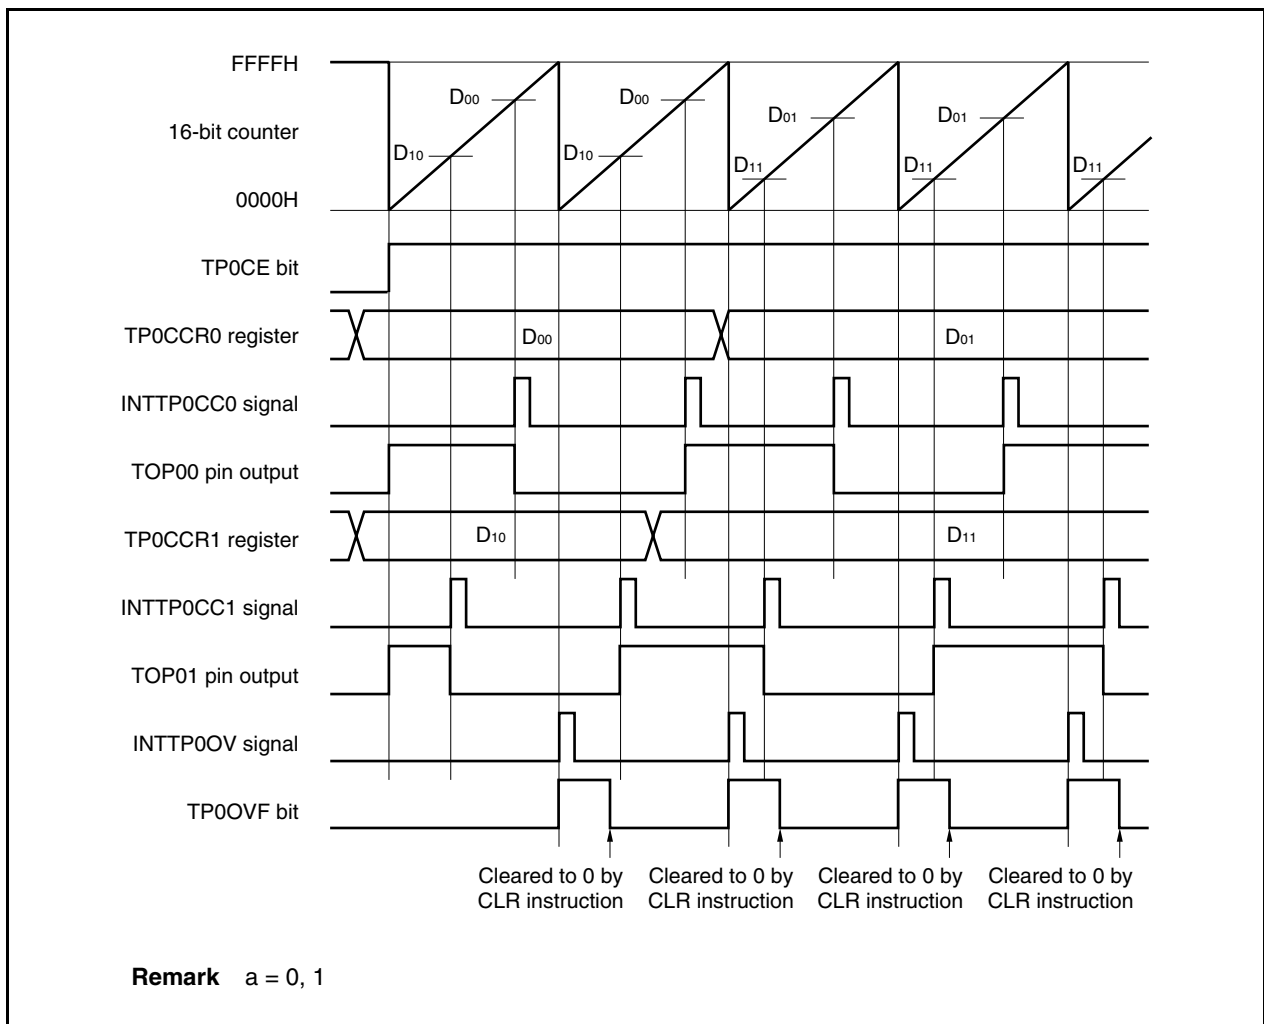 FFFFH
D00
D00
D01
D01
16-bit counter
D10
D10
D11
D11
D11
0000H
TP0CE bit
TP0CCR0 register
D00
D01
INTTP0CC0 signal
TOP00 pin output
TP0CCR1 register
D10
D11
INTTP0CC1 signal
TOP01 pin output
INTTP0OV signal
TP0OVF bit
Cleared to 0 by
CLR instruction
Cleared to 0 by
CLR instruction
Cleared to 0 by
CLR instruction
Cleared to 0 by
CLR instruction
Remark a = 0, 1